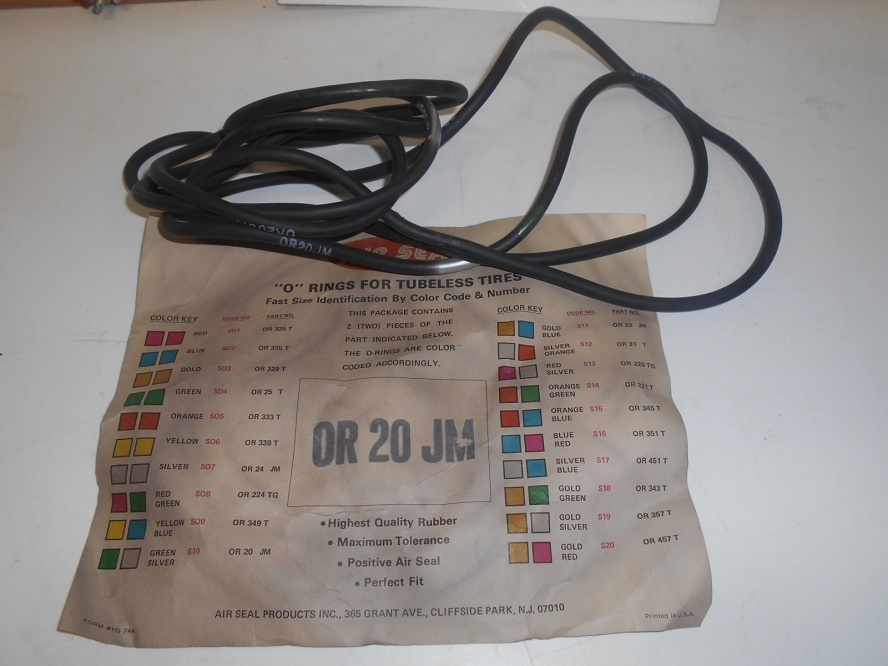 OR20JM
"O" RINGS FOR TUBELESS TIRES
Fast Size Identification By Color Code & Number
COLOR KEY CODE NO. PART NO.
RED S01 OR 325 T
BLUE S02 OR 335 T
GOLD S03 OR 329 T
GREEN S04 OR 25 T
ORANGE S05 OR 333 T
YELLOW S06 OR 339 T
SILVER S07 OR 24 JM
RED
GREEN S08 OR 224 TG
YELLOW
BLUE S09 OR 349 T
GREEN
SILVER S10 OR 20 JM
THIS PACKAGE CONTAINS
2 (TWO) PIECES OF THE
PART INDICATED BELOW.
THE O-RINGS ARE COLOR
CODED ACCORDINGLY.
OR 20 JM
• Highest Quality Rubber
• Maximum Tolerance
• Positive Air Seal
• Perfect Fit
COLOR KEY CODE NO. PART NO.
GOLD
BLUE S11 OR 22 JM
SILVER
ORANGE S12 OR 21 T
RED
SILVER S13 OR 220 TG
ORANGE
GREEN S14 OR 321 T
ORANGE
BLUE S15 OR 345 T
BLUE
RED S16 OR 351 T
SILVER
BLUE S17 OR 451 T
GOLD
GREEN S18 OR 343 T
GOLD
SILVER S19 OR 357 T
GOLD
RED S20 OR 457 T
AIR SEAL PRODUCTS INC., 365 GRANT AVE., CLIFFSIDE PARK, N.J. 07010
FORM #HS 744
Printed in U.S.A.